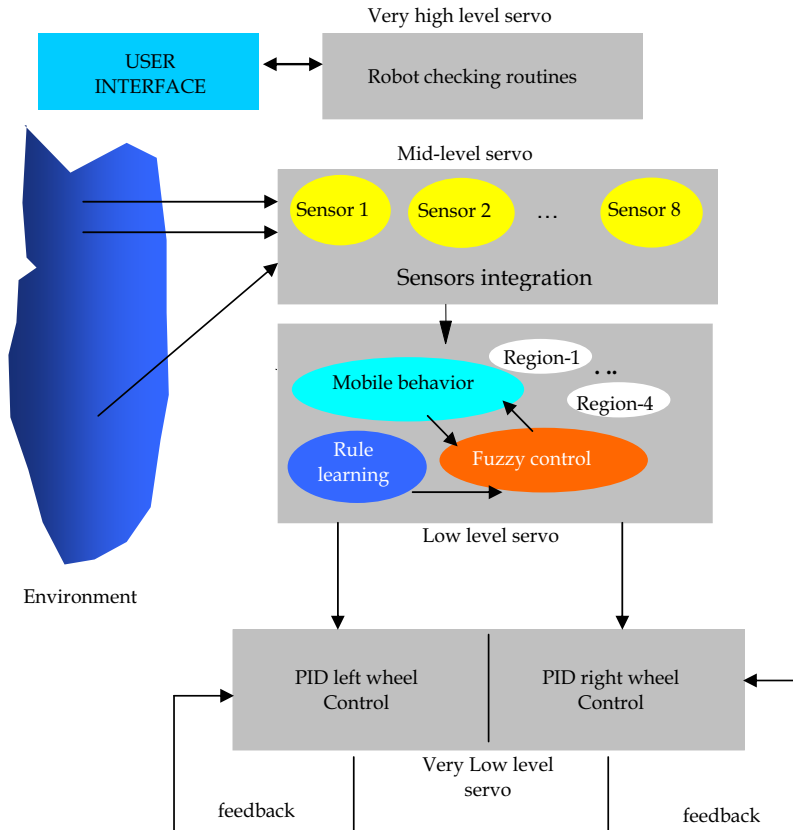 Very high level servo
USER
INTERFACE
Robot checking routines
Mid-level servo
Sensor 1
Sensor 2
...
Sensor 8
Sensors integration
Region-1
. ..
Mobile behavior
Region-4
Rule
learning
Fuzzy control
Low level servo
Environment
PID left wheel
Control
PID right wheel
Control
Very Low level
servo
feedback
feedback